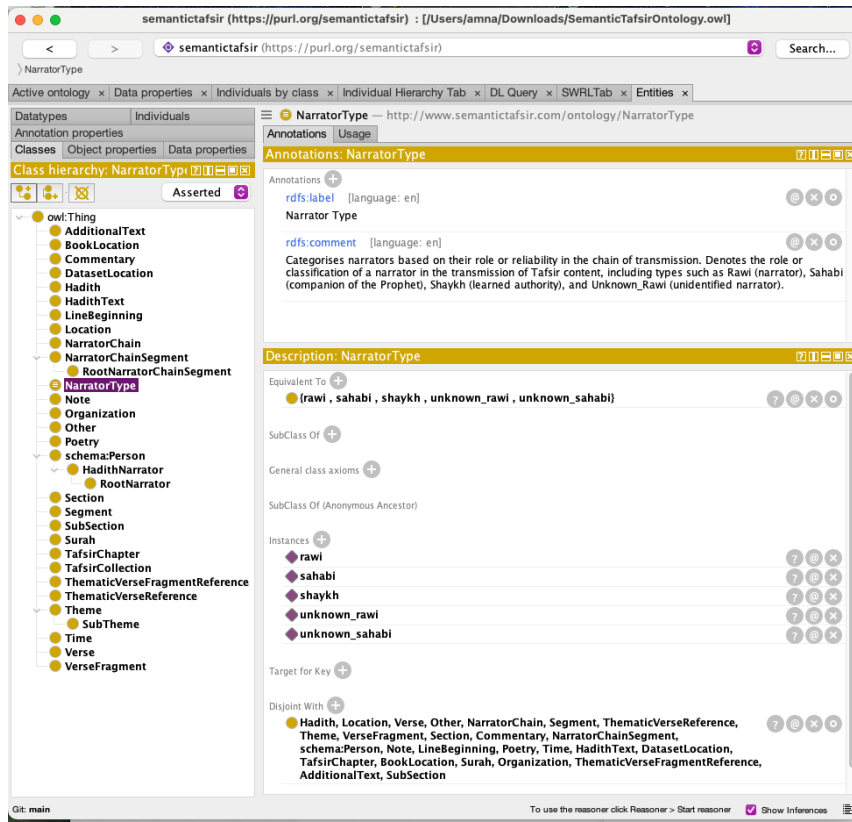 semantictafsir (https://purl.org/semantictafsir) : [/Users/amna/Downloads/SemanticTafsirOntology.owl]
< > semantictafsir (https://purl.org/semantictafsir) Search...
NarratorType
Active ontology × Data properties × Individuals by class × Individual Hierarchy Tab × DL Query × SWRLTab × Entities ×
Datatypes Individuals
Annotation properties
Classes Object properties Data properties
Class hierarchy: NarratorType
Asserted
owl:Thing
AdditionalText
BookLocation
Commentary
DatasetLocation
Hadith
HadithText
LineBeginning
Location
NarratorChain
NarratorChainSegment
RootNarratorChainSegment
NarratorType
Note
Organization
Other
Poetry
schema:Person
HadithNarrator
RootNarrator
Section
Segment
SubSection
Surah
TafsirChapter
TafsirCollection
ThematicVerseFragmentReference
ThematicVerseReference
Theme
SubTheme
Time
Verse
VerseFragment
NarratorType — http://www.semantictafsir.com/ontology/NarratorType
Annotations Usage
Annotations: NarratorType
Annotations
rdfs:label [language: en]
Narrator Type
rdfs:comment [language: en]
Categorises narrators based on their role or reliability in the chain of transmission. Denotes the role or
classification of a narrator in the transmission of Tafsir content, including types such as Rawi (narrator), Sahabi
(companion of the Prophet), Shaykh (learned authority), and Unknown_Rawi (unidentified narrator).
Description: NarratorType
Equivalent To
{rawi , sahabi , shaykh , unknown_rawi , unknown_sahabi}
SubClass Of
General class axioms
SubClass Of (Anonymous Ancestor)
Instances
rawi
sahabi
shaykh
unknown_rawi
unknown_sahabi
Target for Key
Disjoint With
Hadith, Location, Verse, Other, NarratorChain, Segment, ThematicVerseReference,
Theme, VerseFragment, Section, Commentary, NarratorChainSegment,
schema:Person, Note, LineBeginning, Poetry, Time, HadithText, DatasetLocation,
TafsirChapter, BookLocation, Surah, Organization, ThematicVerseFragmentReference,
AdditionalText, SubSection
Git: main To use the reasoner click Reasoner > Start reasoner Show Inferences